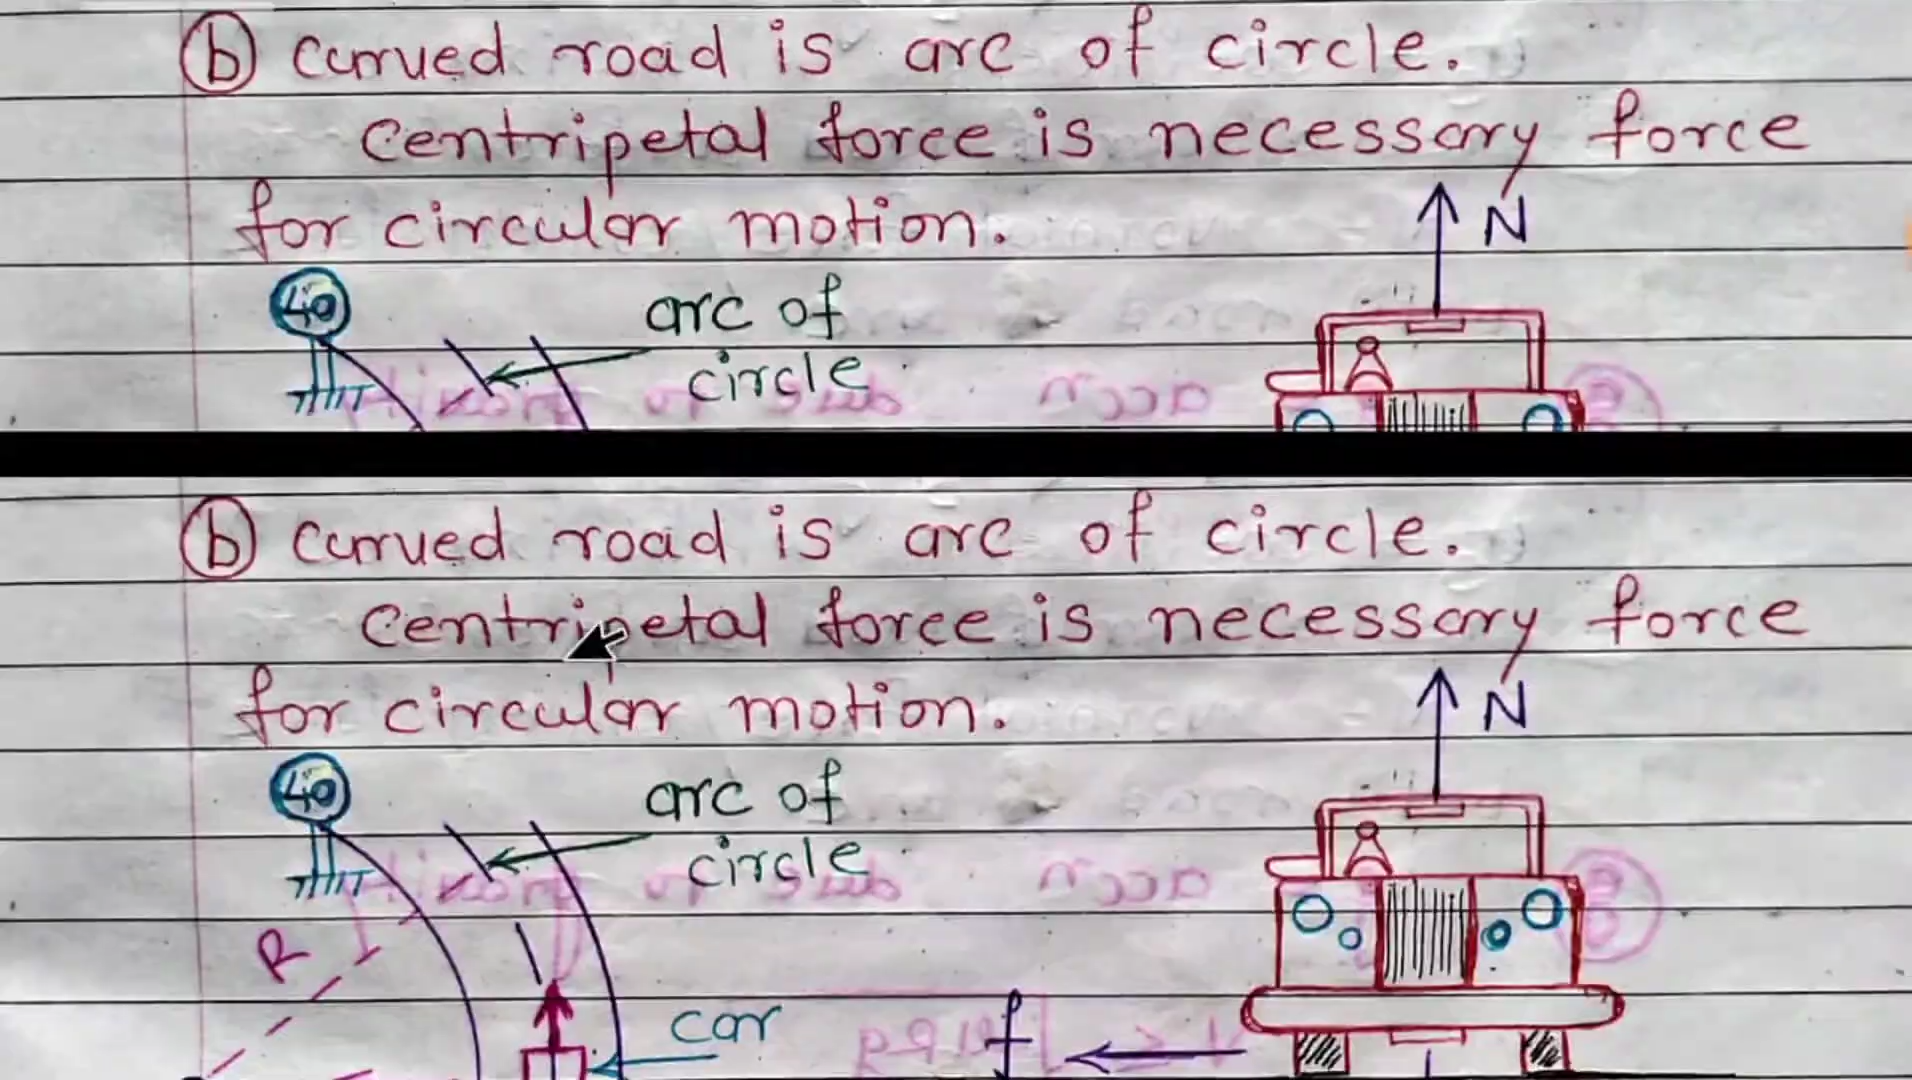 b curved road is arc of circle.
Centripetal force is necessary force
for circular motion.
N
40
arc of
circle
b curved road is arc of circle.
Centripetal force is necessary force
for circular motion.
N
40
arc of
circle
R
car
f